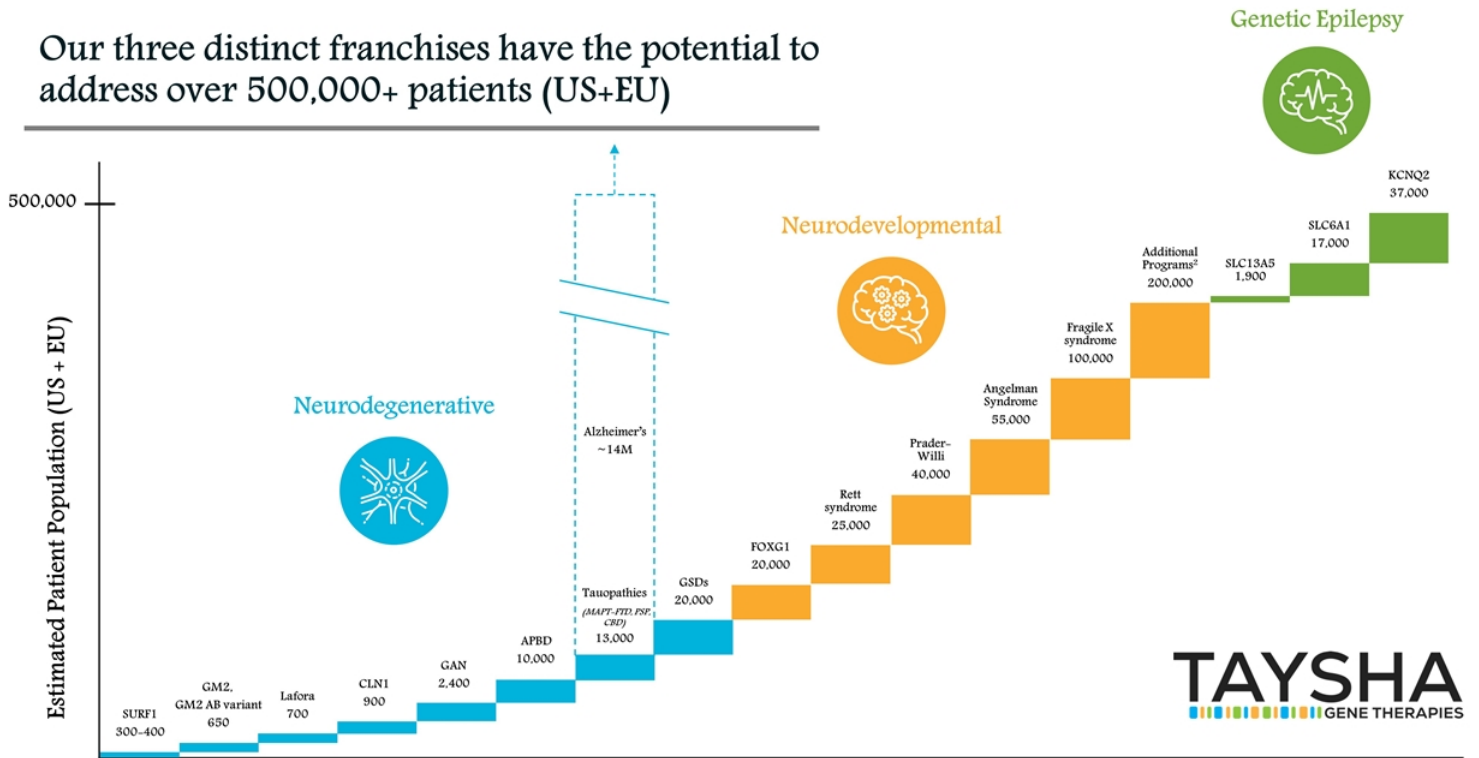 Our three distinct franchises have the potential to
address over 500,000+ patients (US+EU)
Genetic Epilepsy
500,000
Estimated Patient Population (US + EU)
Neurodegenerative
Neurodevelopmental
SURF1
300-400
GM2,
GM2 AB variant
650
Lafora
700
CLN1
900
GAN
2,400
APBD
10,000
Alzheimer's
~14M
Tauopathies
(MAPT-FTD, PSP,
CBD)
13,000
GSDs
20,000
FOXG1
20,000
Rett
syndrome
25,000
Prader-
Willi
40,000
Angelman
Syndrome
55,000
Fragile X
syndrome
100,000
Additional
Programs²
200,000
SLC13A5
1,900
SLC6A1
17,000
KCNQ2
37,000
TAYSHA
GENE THERAPIES